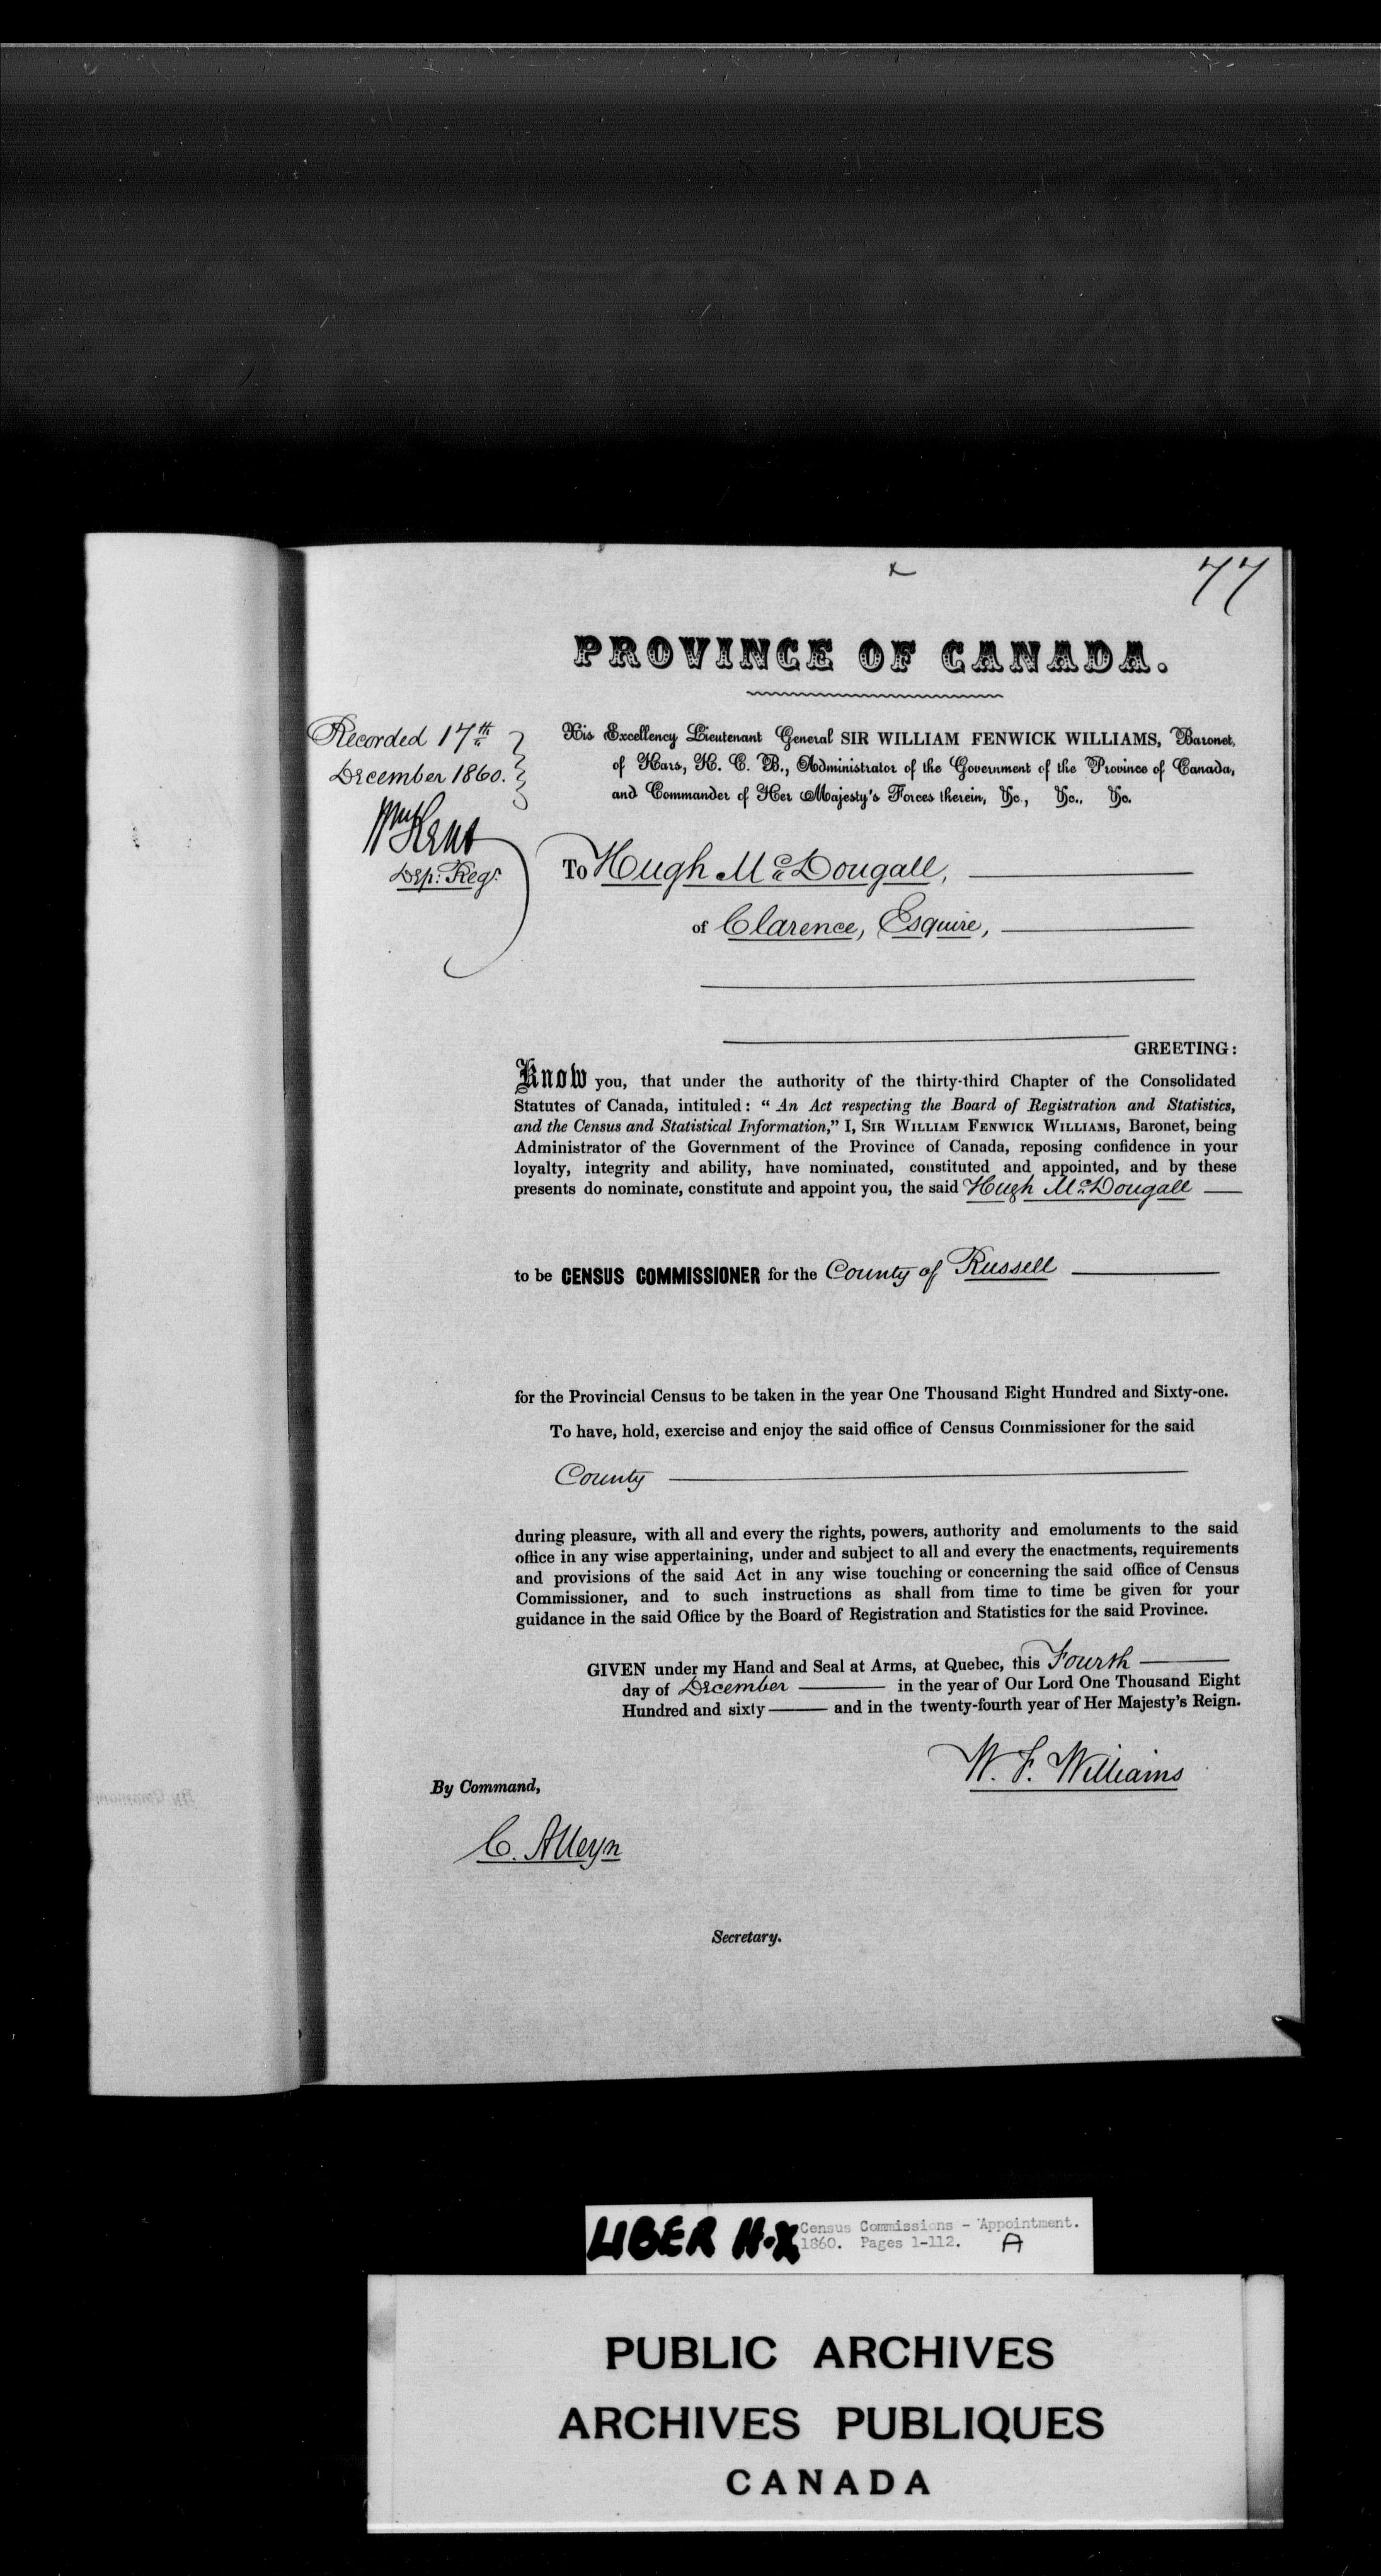 x
77
PROVINCE OF CANADA.
Recorded 17th
December 1860.
Wm Kent
Dep: Regr
His Excellency Lieutenant General SIR WILLIAM FENWICK WILLIAMS, Baronet,
of Kars, K. C. B., Administrator of the Government of the Province of Canada,
and Commander of Her Majesty's Forces therein, &c., &c., &c.
To Hugh McDougall,
of Clarence, Esquire,
GREETING:
Know you, that under the authority of the thirty-third Chapter of the Consolidated
Statutes of Canada, intituled: "An Act respecting the Board of Registration and Statistics,
and the Census and Statistical Information," I, SIR WILLIAM FENWICK WILLIAMS, Baronet, being
Administrator of the Government of the Province of Canada, reposing confidence in your
loyalty, integrity and ability, have nominated, constituted and appointed, and by these
presents do nominate, constitute and appoint you, the said Hugh McDougall
to be CENSUS COMMISSIONER for the County of Russell
for the Provincial Census to be taken in the year One Thousand Eight Hundred and Sixty-one.
To have, hold, exercise and enjoy the said office of Census Commissioner for the said
County
during pleasure, with all and every the rights, powers, authority and emoluments to the said
office in any wise appertaining, under and subject to all and every the enactments, requirements
and provisions of the said Act in any wise touching or concerning the said office of Census
Commissioner, and to such instructions as shall from time to time be given for your
guidance in the said Office by the Board of Registration and Statistics for the said Province.
GIVEN under my Hand and Seal at Arms, at Quebec, this Fourth
day of December in the year of Our Lord One Thousand Eight
Hundred and sixty and in the twenty-fourth year of Her Majesty's Reign.
W. F. Williams
By Command,
C. Alleyn
Secretary.
LIBER H.X Census Commissions - Appointment.
1860. Pages 1-112. A
PUBLIC ARCHIVES
ARCHIVES PUBLIQUES
CANADA